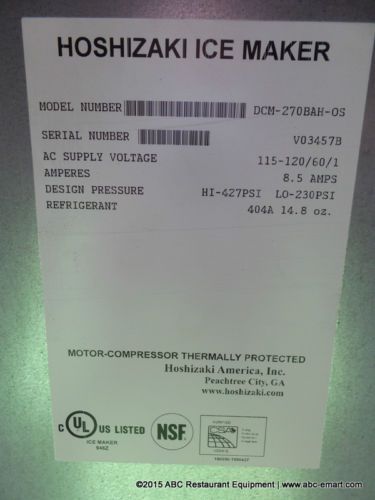 HOSHIZAKI ICE MAKER
MODEL NUMBER DCM-270BAH-OS
SERIAL NUMBER V03457B
AC SUPPLY VOLTAGE 115-120/60/1
AMPERES 8.5 AMPS
DESIGN PRESSURE HI-427PSI LO-230PSI
REFRIGERANT 404A 14.8 oz.
MOTOR-COMPRESSOR THERMALLY PROTECTED
Hoshizaki America, Inc.
Peachtree City, GA
www.hoshizaki.com
C UL US LISTED NSF
ICE MAKER
946Z
©2015 ABC Restaurant Equipment | www.abc-emart.com